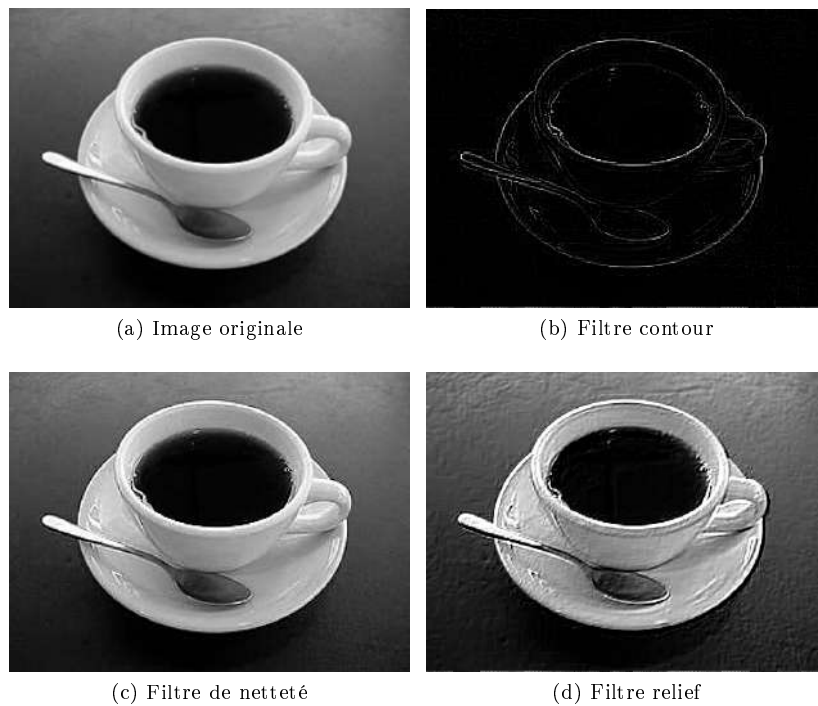 (a) Image originale
(b) Filtre contour
(c) Filtre de netteté
(d) Filtre relief